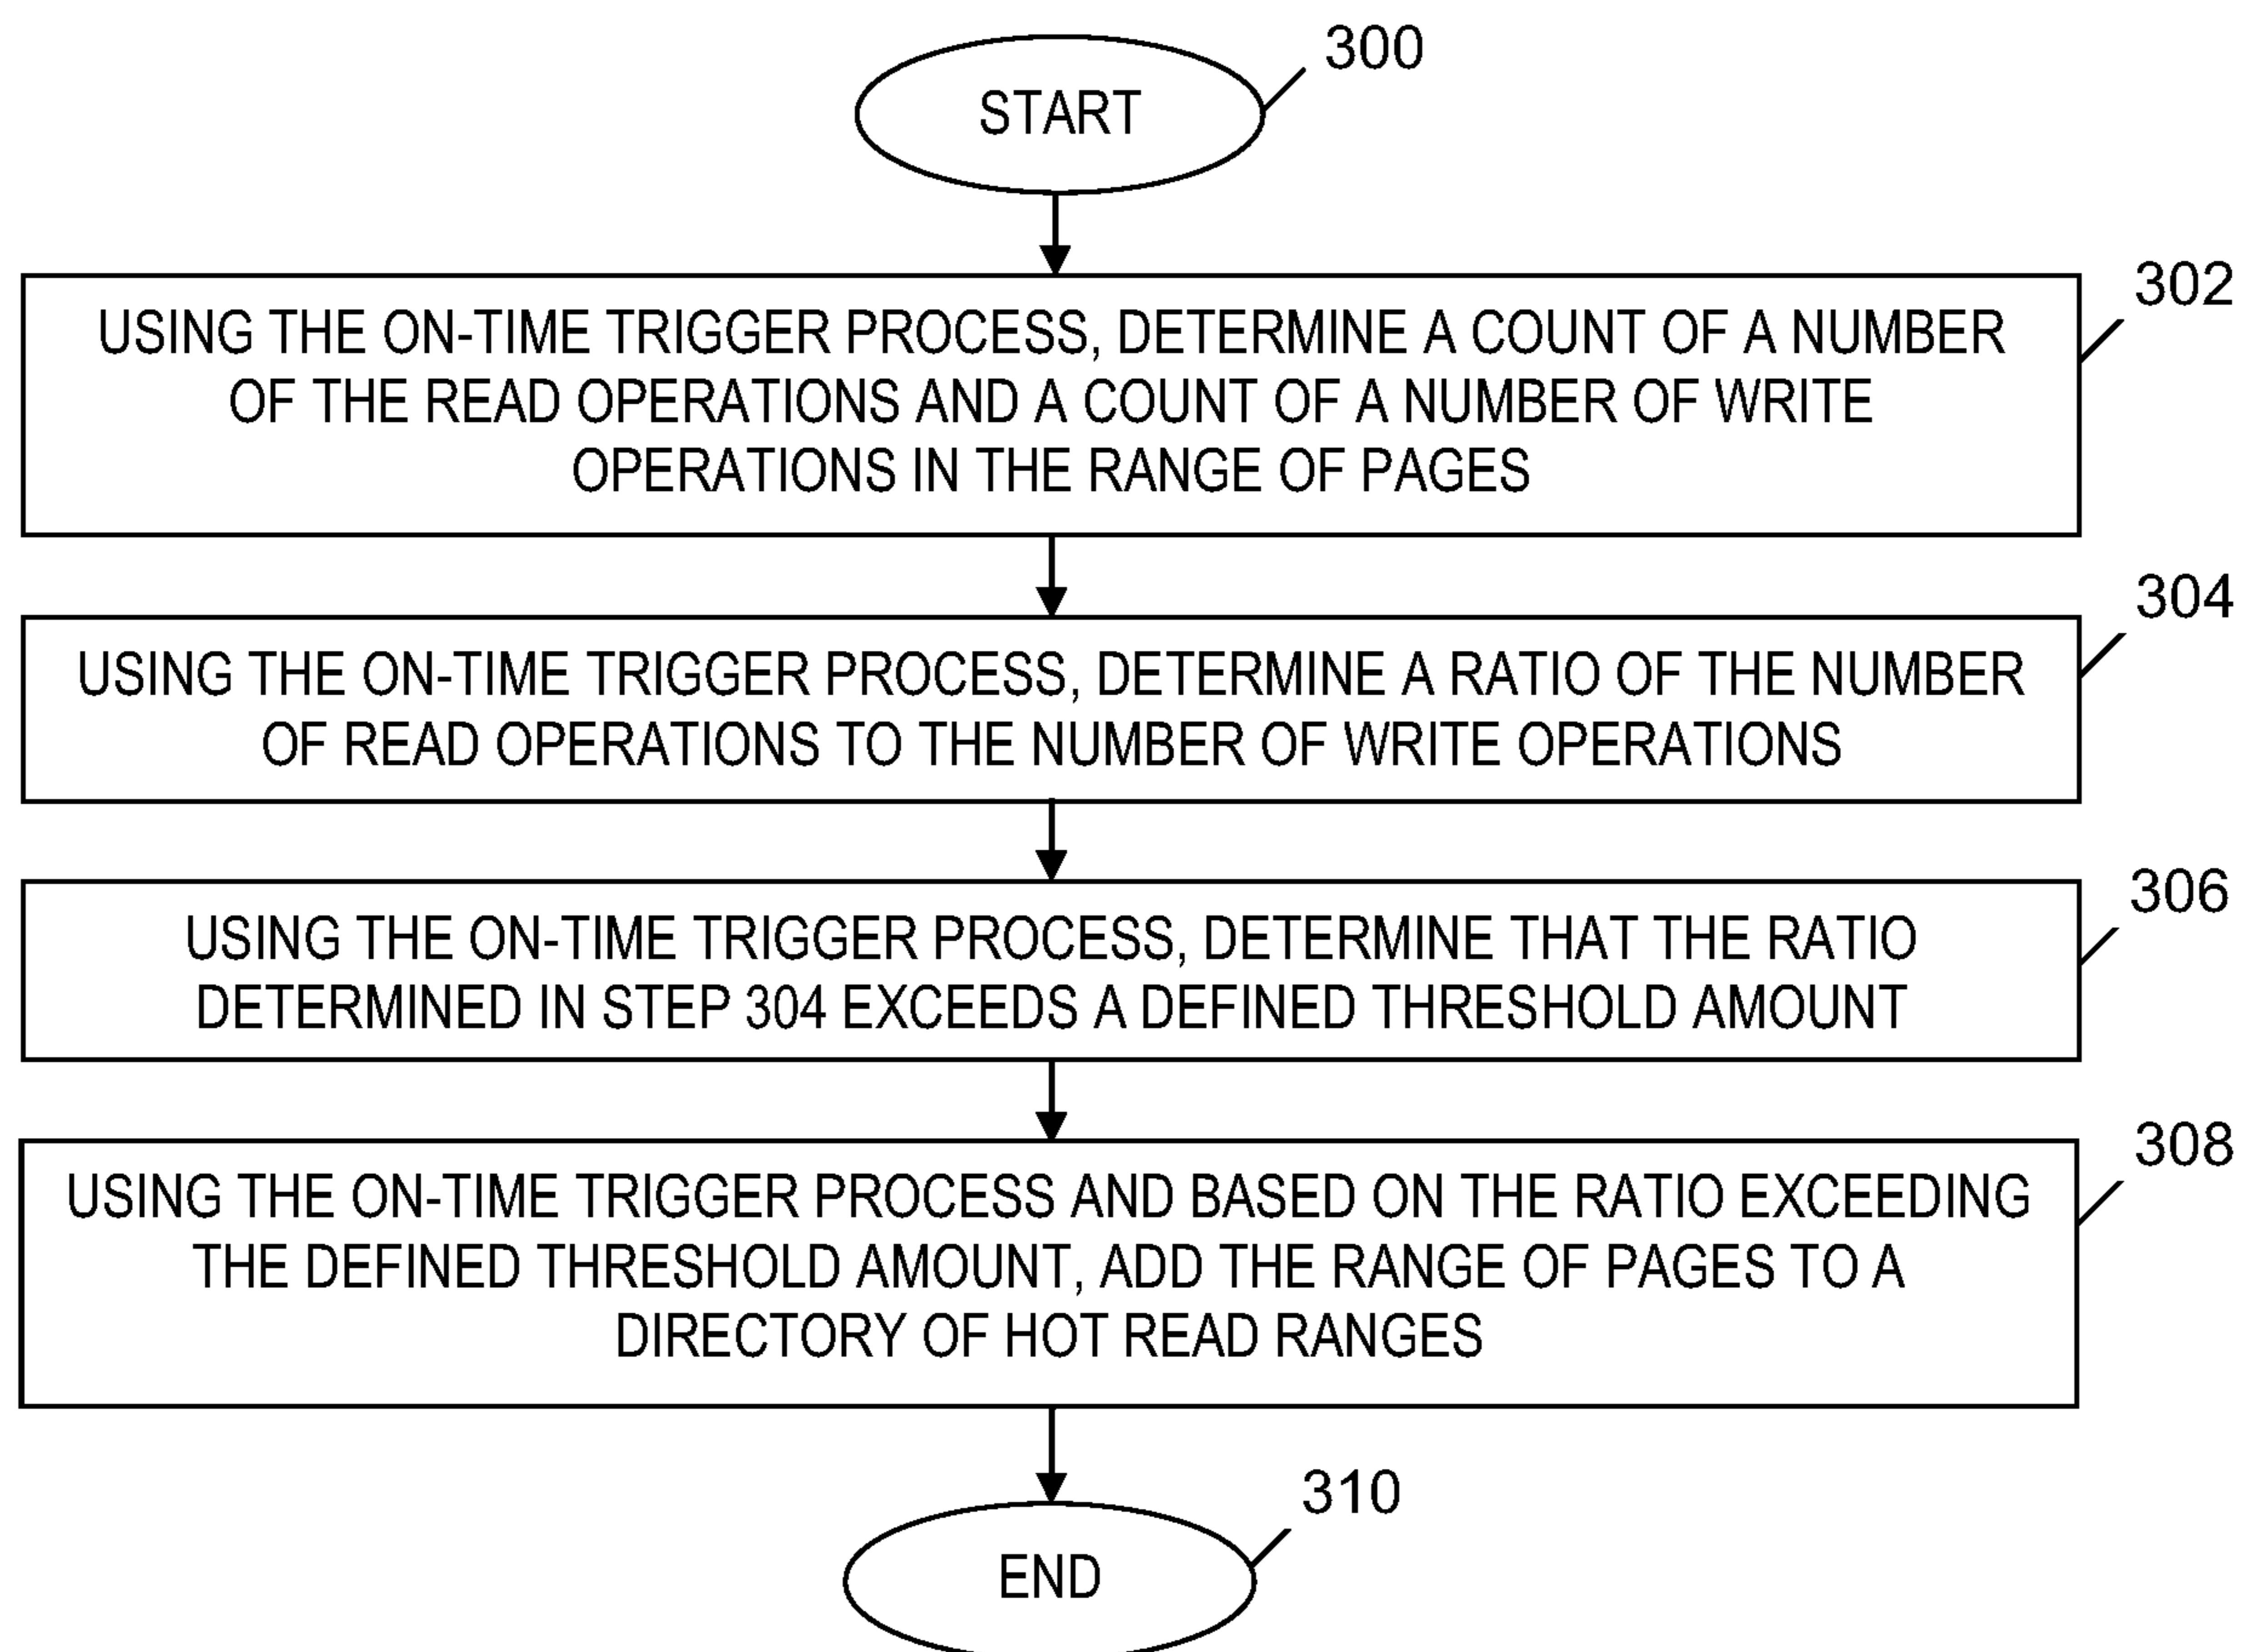 300
START
302
USING THE ON-TIME TRIGGER PROCESS, DETERMINE A COUNT OF A NUMBER
OF THE READ OPERATIONS AND A COUNT OF A NUMBER OF WRITE
OPERATIONS IN THE RANGE OF PAGES
304
USING THE ON-TIME TRIGGER PROCESS, DETERMINE A RATIO OF THE NUMBER
OF READ OPERATIONS TO THE NUMBER OF WRITE OPERATIONS
306
USING THE ON-TIME TRIGGER PROCESS, DETERMINE THAT THE RATIO
DETERMINED IN STEP 304 EXCEEDS A DEFINED THRESHOLD AMOUNT
308
USING THE ON-TIME TRIGGER PROCESS AND BASED ON THE RATIO EXCEEDING
THE DEFINED THRESHOLD AMOUNT, ADD THE RANGE OF PAGES TO A
DIRECTORY OF HOT READ RANGES
310
END